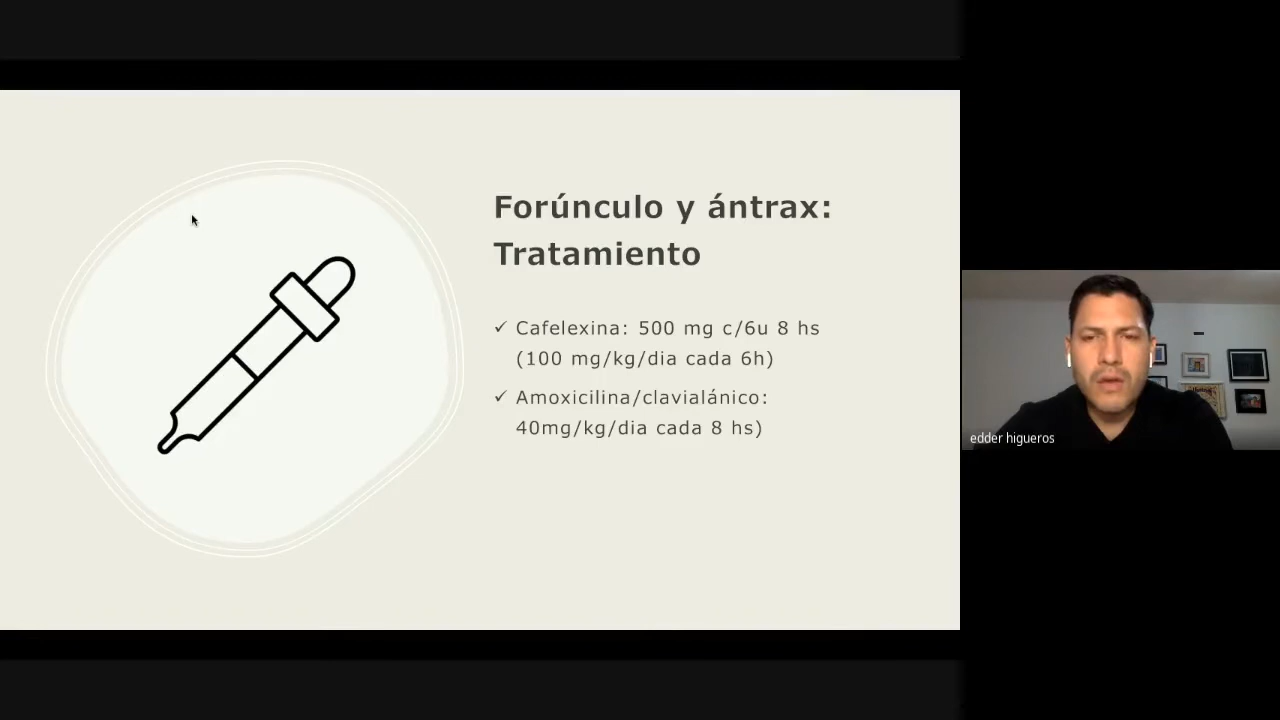 Forúnculo y ántrax:
Tratamiento
✓ Cafelexina: 500 mg c/6u 8 hs
(100 mg/kg/dia cada 6h)
✓ Amoxicilina/clavialánico:
40mg/kg/dia cada 8 hs)
edder higueros